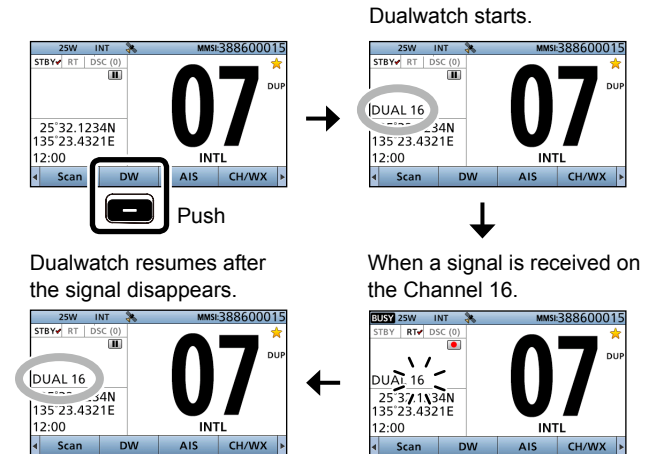 25W INT MMSI:388600015
STBY RT DSC (0)
07
DUP
25°32.1234N
135°23.4321E
12:00
INTL
Scan DW AIS CH/WX
Push
Dualwatch starts.
25W INT MMSI:388600015
STBY RT DSC (0)
07
DUP
DUAL 16
34N
135°23.4321E
12:00
INTL
Scan DW AIS CH/WX
When a signal is received on
the Channel 16.
BUSY 25W INT MMSI:388600015
STBY RT DSC (0)
07
DUP
DUAL 16
34N
135°23.4321E
12:00
INTL
Scan DW AIS CH/WX
Dualwatch resumes after
the signal disappears.
25W INT MMSI:388600015
STBY RT DSC (0)
07
DUP
DUAL 16
34N
135°23.4321E
12:00
INTL
Scan DW AIS CH/WX